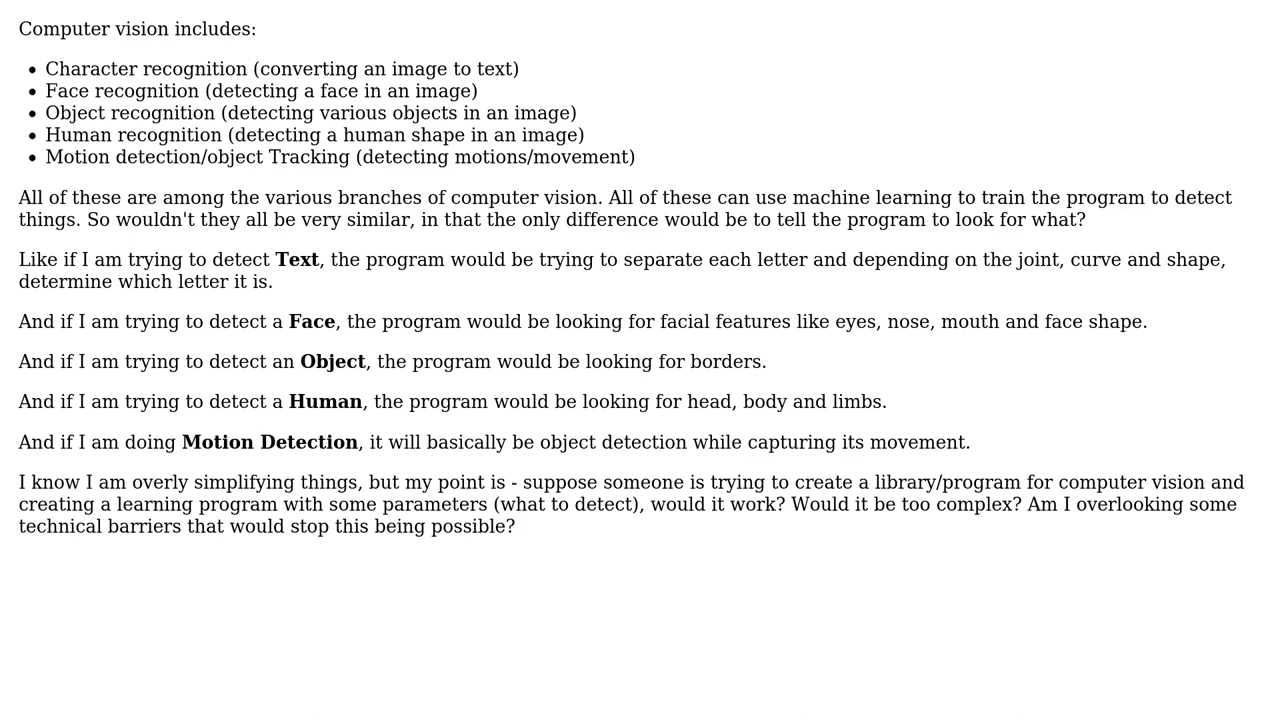 Computer vision includes:
• Character recognition (converting an image to text)
• Face recognition (detecting a face in an image)
• Object recognition (detecting various objects in an image)
• Human recognition (detecting a human shape in an image)
• Motion detection/object Tracking (detecting motions/movement)
All of these are among the various branches of computer vision. All of these can use machine learning to train the program to detect
things. So wouldn't they all be very similar, in that the only difference would be to tell the program to look for what?
Like if I am trying to detect Text, the program would be trying to separate each letter and depending on the joint, curve and shape,
determine which letter it is.
And if I am trying to detect a Face, the program would be looking for facial features like eyes, nose, mouth and face shape.
And if I am trying to detect an Object, the program would be looking for borders.
And if I am trying to detect a Human, the program would be looking for head, body and limbs.
And if I am doing Motion Detection, it will basically be object detection while capturing its movement.
I know I am overly simplifying things, but my point is - suppose someone is trying to create a library/program for computer vision and
creating a learning program with some parameters (what to detect), would it work? Would it be too complex? Am I overlooking some
technical barriers that would stop this being possible?